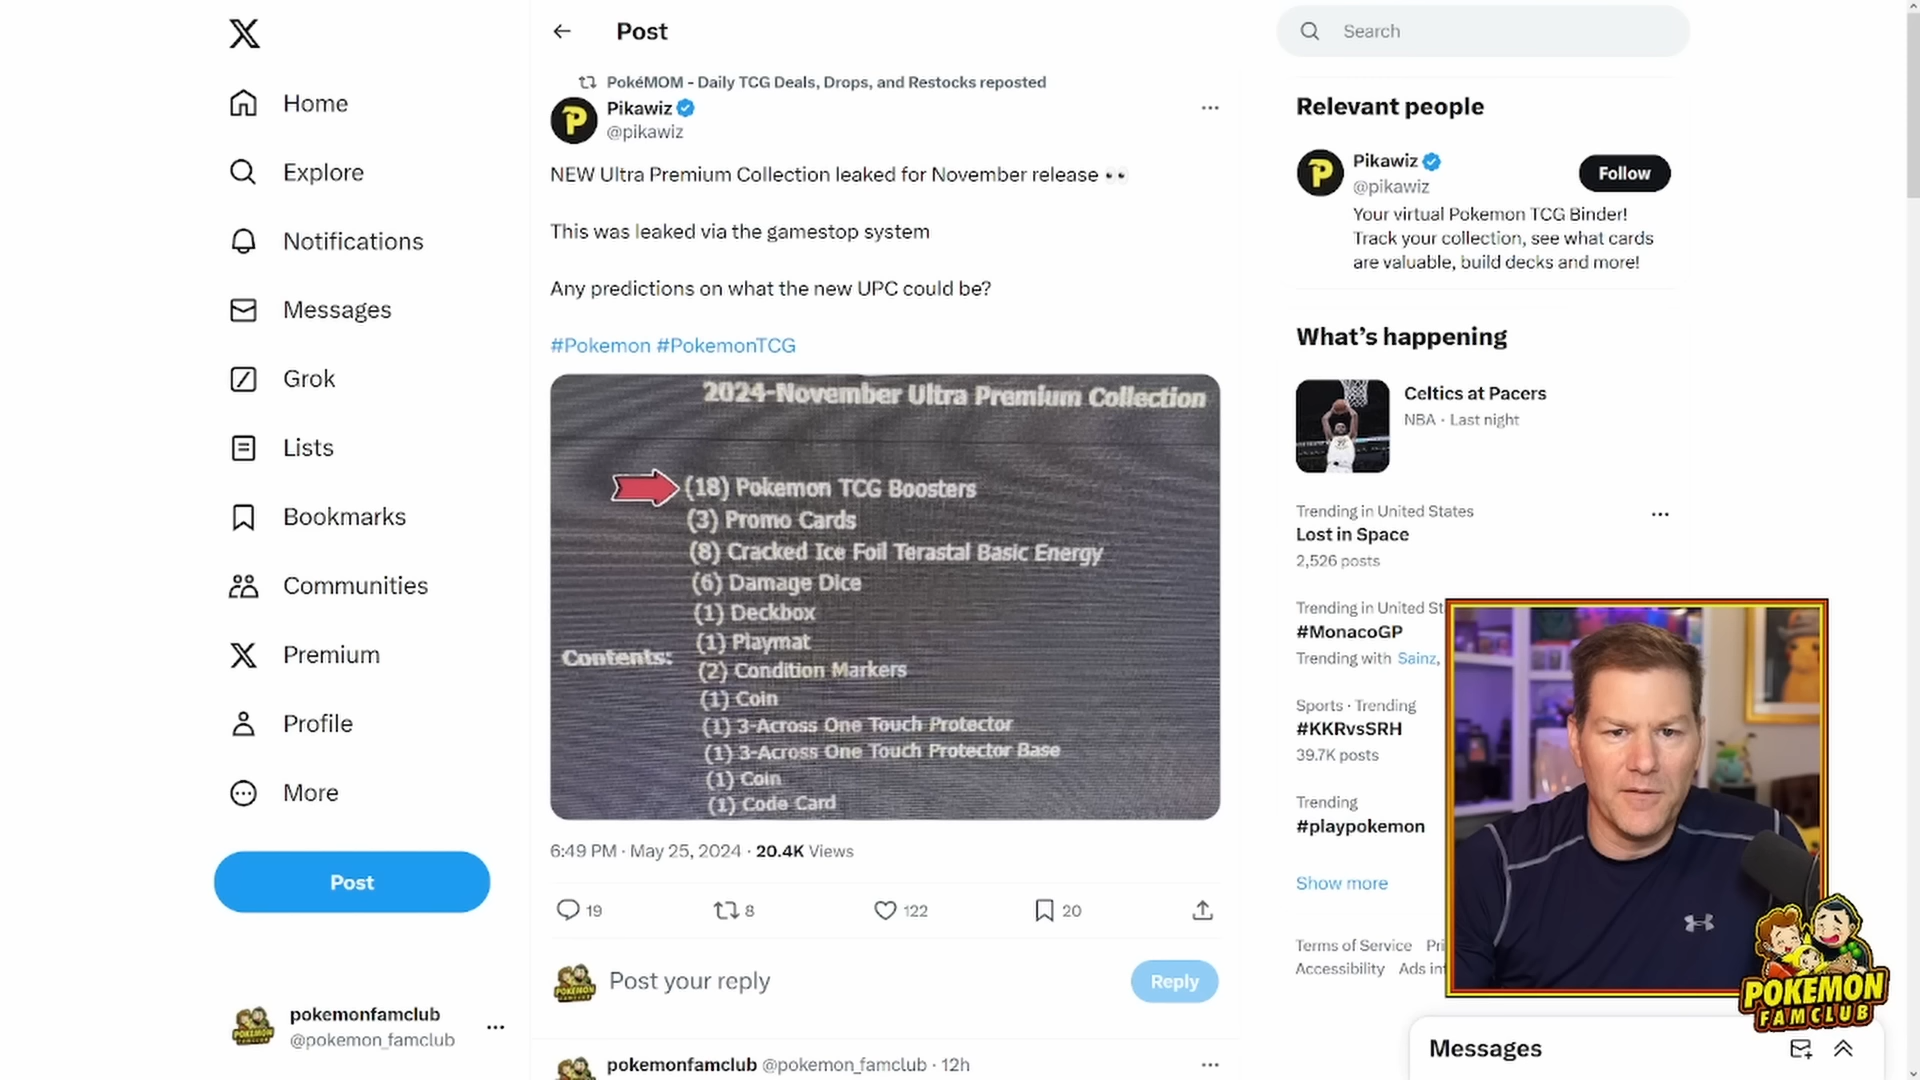 Home
Explore
Notifications
Messages
Grok
Lists
Bookmarks
Communities
Premium
Profile
More
Post
pokemonfamclub
@pokemon_famclub
Post
PokéMOM - Daily TCG Deals, Drops, and Restocks reposted
Pikawiz
@pikawiz
NEW Ultra Premium Collection leaked for November release 👀
This was leaked via the gamestop system
Any predictions on what the new UPC could be?
#Pokemon #PokemonTCG
2024-November Ultra Premium Collection
(18) Pokemon TCG Boosters
(3) Promo Cards
(8) Cracked Ice Foil Terastal Basic Energy
(6) Damage Dice
(1) Deckbox
(1) Playmat
Contents:
(2) Condition Markers
(1) Coin
(1) 3-Across One Touch Protector
(1) 3-Across One Touch Protector Base
(1) Coin
(1) Code Card
6:49 PM · May 25, 2024 · 20.4K Views
19 8 122 20
POKEMON FAMCLUB
Post your reply
Reply
pokemonfamclub @pokemon_famclub · 12h
Search
Relevant people
Pikawiz
@pikawiz
Follow
Your virtual Pokemon TCG Binder!
Track your collection, see what cards
are valuable, build decks and more!
What's happening
Celtics at Pacers
NBA · Last night
Trending in United States
Lost in Space
2,526 posts
Trending in United St
#MonacoGP
Trending with Sainz,
Sports · Trending
#KKRvsSRH
39.7K posts
Trending
#playpokemon
Show more
Terms of Service Pri
Accessibility Ads inf
POKEMON
FAMCLUB
Messages